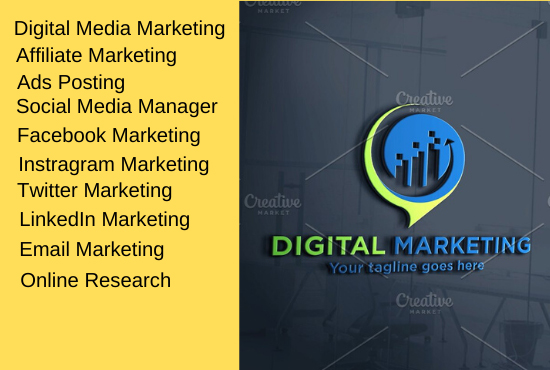 Digital Media Marketing
Affiliate Marketing
Ads Posting
Social Media Manager
Facebook Marketing
Instragram Marketing
Twitter Marketing
LinkedIn Marketing
Email Marketing
Online Research
Creative
MARKET
Creative
MARKET
Creative
MARKET
DIGITAL MARKETING
Your tagline goes here
Creative
MARKET